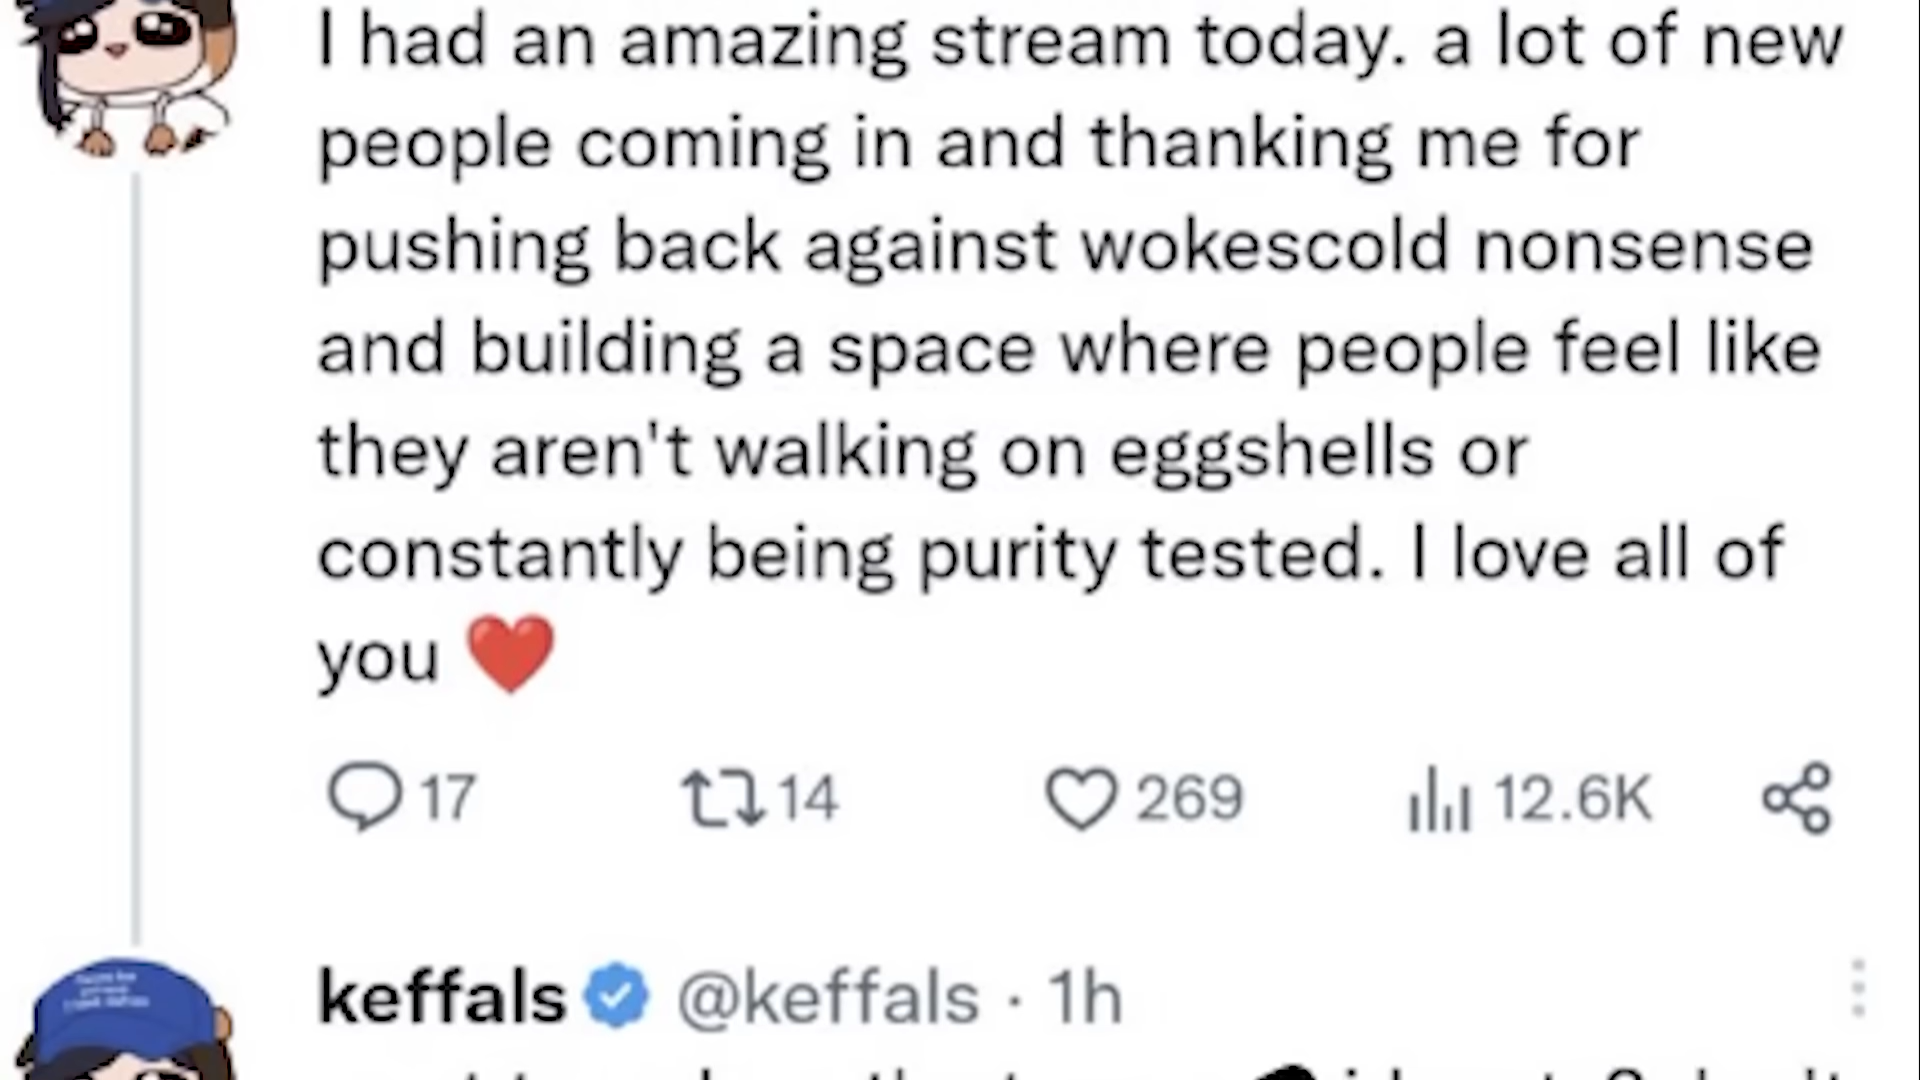 I had an amazing stream today. a lot of new
people coming in and thanking me for
pushing back against wokescold nonsense
and building a space where people feel like
they aren't walking on eggshells or
constantly being purity tested. I love all of
you ❤️
17 14 269 12.6K
keffals @keffals · 1h